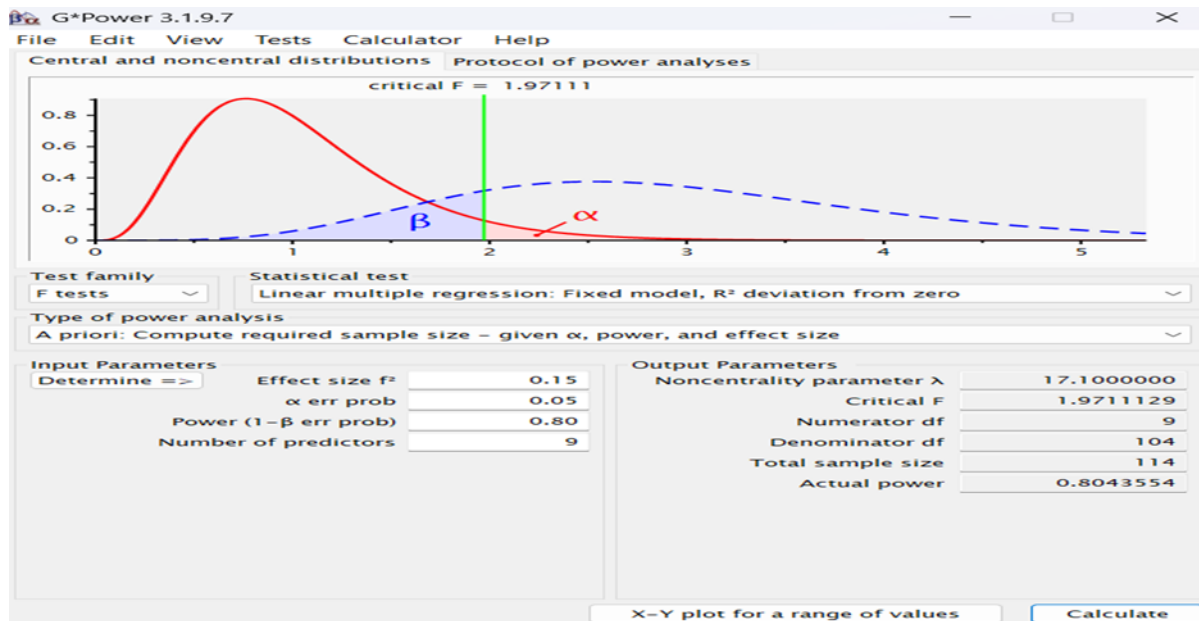 G*Power 3.1.9.7
File Edit View Tests Calculator Help
Central and noncentral distributions Protocol of power analyses
critical F = 1.97111
0.8
0.6
0.4
0.2
0
β
α
0 1 2 3 4 5
Test family Statistical test
F tests Linear multiple regression: Fixed model, R² deviation from zero
Type of power analysis
A priori: Compute required sample size – given α, power, and effect size
Input Parameters Output Parameters
Determine => Effect size f² 0.15 Noncentrality parameter λ 17.1000000
α err prob 0.05 Critical F 1.9711129
Power (1-β err prob) 0.80 Numerator df 9
Number of predictors 9 Denominator df 104
Total sample size 114
Actual power 0.8043554
X-Y plot for a range of values Calculate